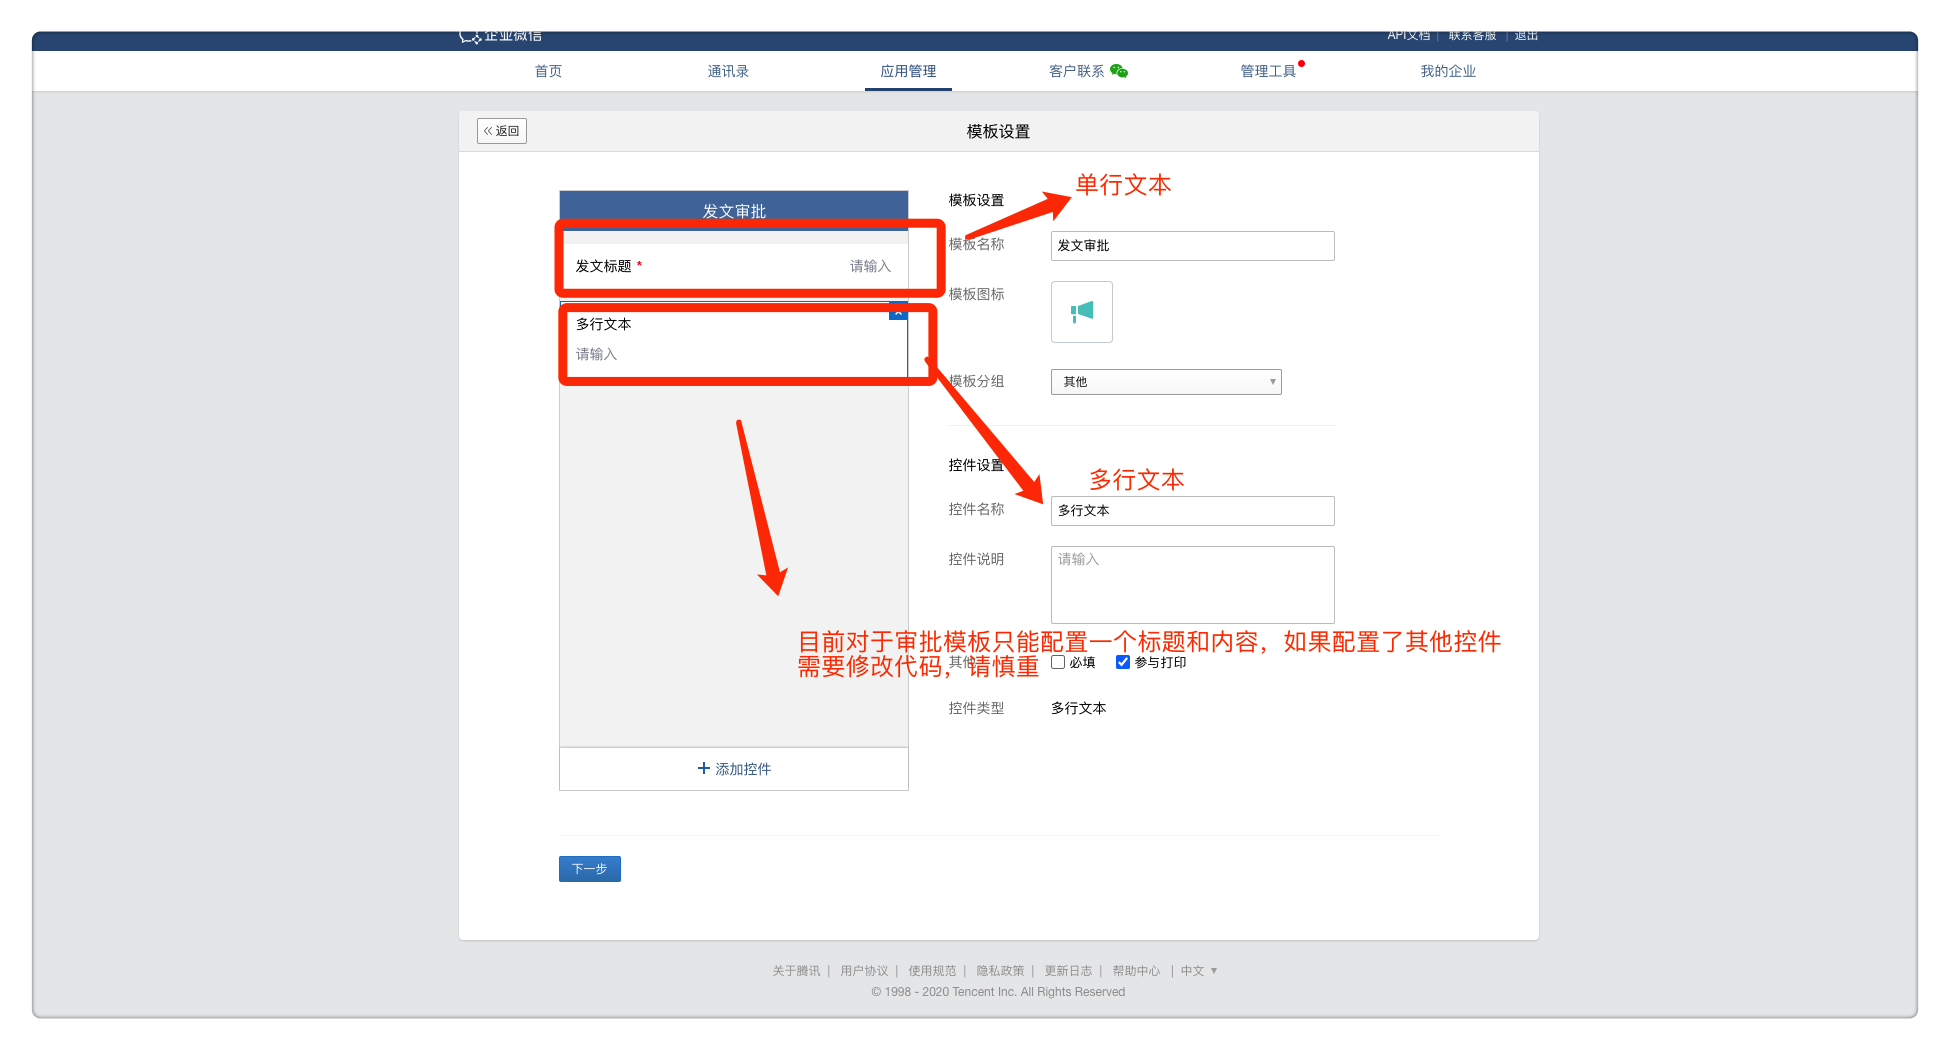 企业微信
API文档 | 联系客服 | 退出
首页 通讯录 应用管理 客户联系 管理工具 我的企业
<< 返回
模板设置
发文审批
发文标题 * 请输入
多行文本
请输入
+ 添加控件
模板设置
单行文本
模板名称 发文审批
模板图标
模板分组 其他
控件设置
多行文本
控件名称 多行文本
控件说明 请输入
目前对于审批模板只能配置一个标题和内容，如果配置了其他控件
需要修改代码，请慎重
其他 必填 参与打印
控件类型 多行文本
下一步
关于腾讯 | 用户协议 | 使用规范 | 隐私政策 | 更新日志 | 帮助中心 | 中文 ▼
© 1998 - 2020 Tencent Inc. All Rights Reserved